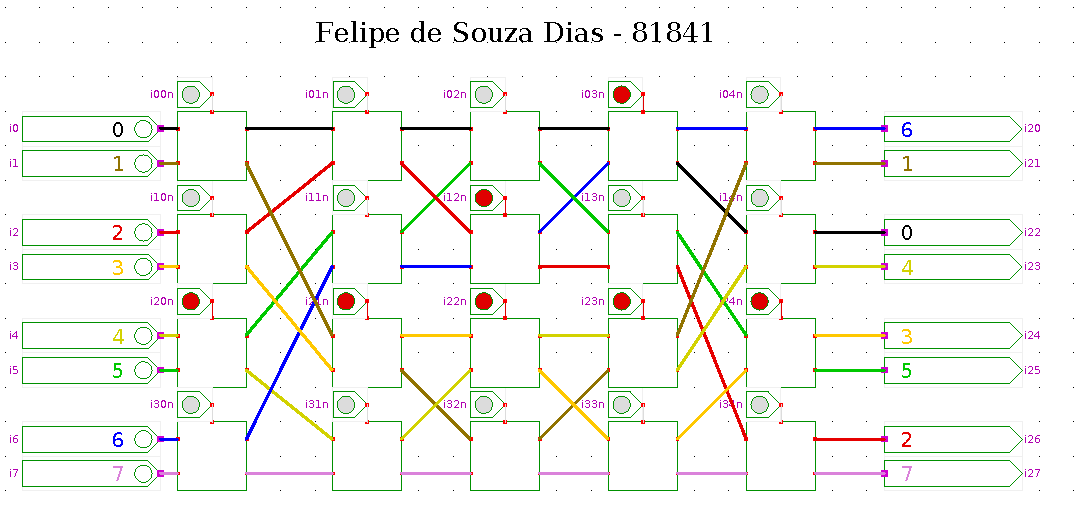 Felipe de Souza Dias - 81841
i00n i01n i02n i03n i04n
i0 0 6 i20
i1 1 1 i21
i10n i11n i12n i13n i14n
i2 2 0 i22
i3 3 4 i23
i20n i21n i22n i23n i24n
i4 4 3 i24
i5 5 5 i25
i30n i31n i32n i33n i34n
i6 6 2 i26
i7 7 7 i27